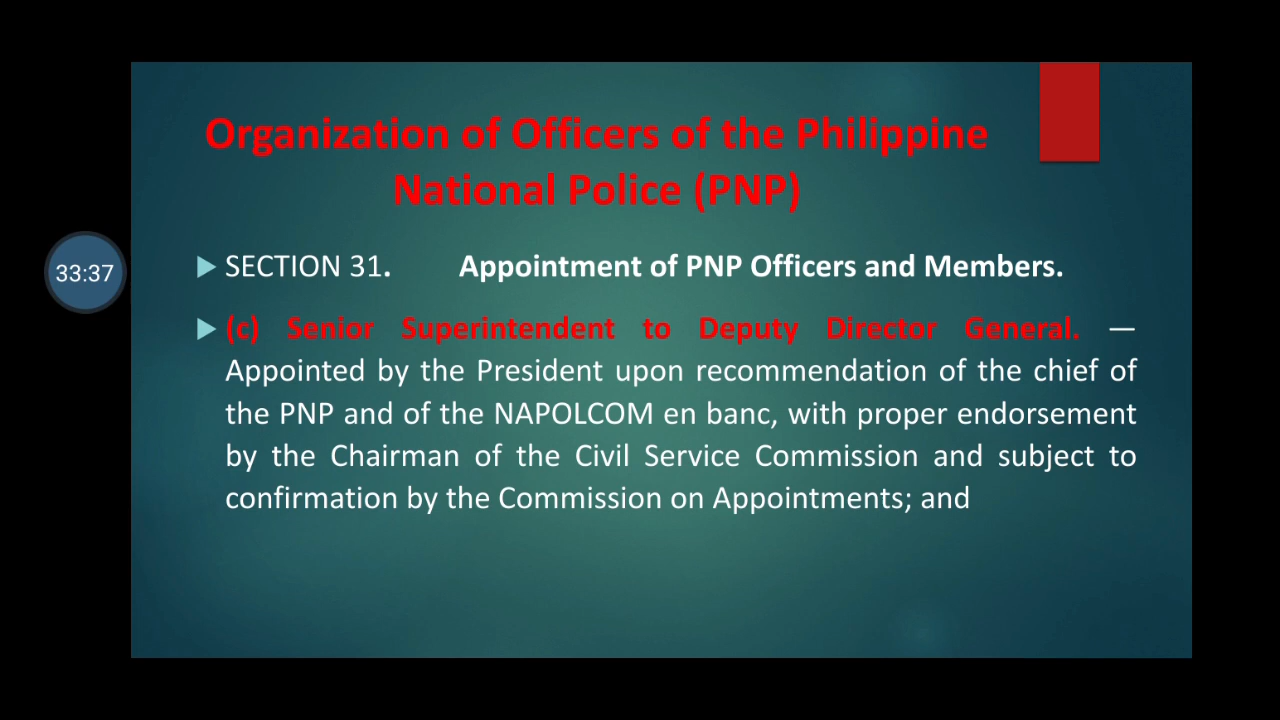 Organization of Officers of the Philippine
National Police (PNP)
33:37
SECTION 31. Appointment of PNP Officers and Members.
(c) Senior Superintendent to Deputy Director General. —
Appointed by the President upon recommendation of the chief of
the PNP and of the NAPOLCOM en banc, with proper endorsement
by the Chairman of the Civil Service Commission and subject to
confirmation by the Commission on Appointments; and